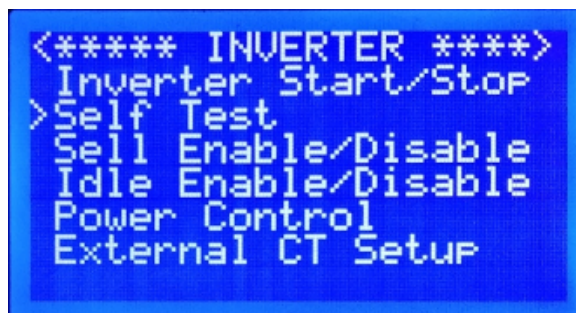 <***** INVERTER ****>
Inverter Start/Stop
>Self Test
Sell Enable/Disable
Idle Enable/Disable
Power Control
External CT Setup